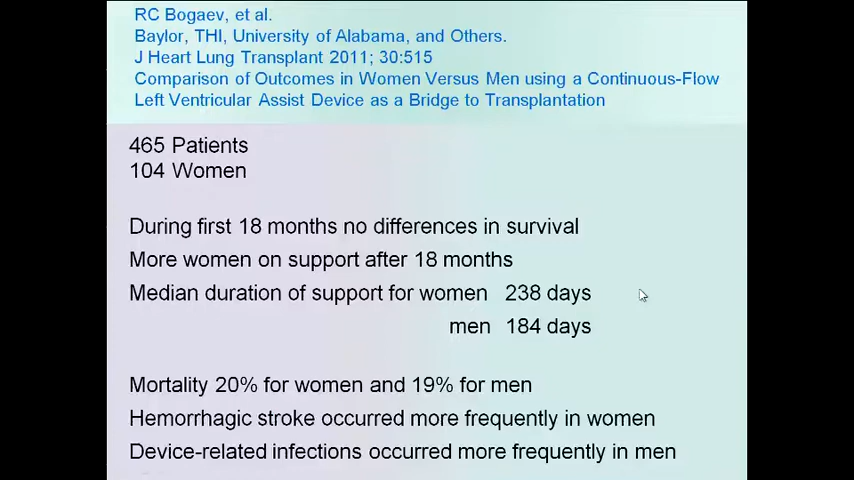 RC Bogaev, et al.
Baylor, THI, University of Alabama, and Others.
J Heart Lung Transplant 2011; 30:515
Comparison of Outcomes in Women Versus Men using a Continuous-Flow
Left Ventricular Assist Device as a Bridge to Transplantation
465 Patients
104 Women
During first 18 months no differences in survival
More women on support after 18 months
Median duration of support for women 238 days
men 184 days
Mortality 20% for women and 19% for men
Hemorrhagic stroke occurred more frequently in women
Device-related infections occurred more frequently in men